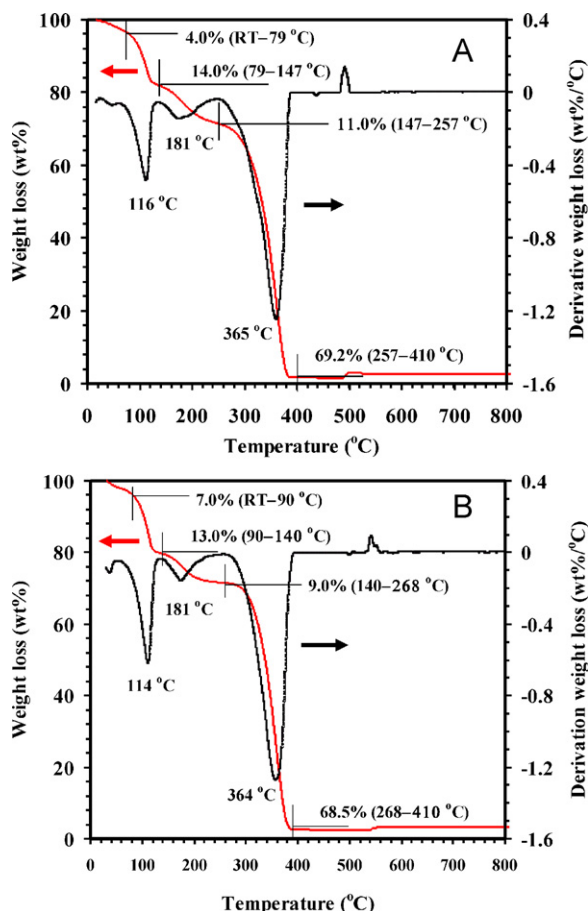 100
80
60
40
20
0
Weight loss (wt%)
0.4
0
-0.4
-0.8
-1.2
-1.6
Derivative weight loss (wt%/°C)
A
4.0% (RT–79 °C)
14.0% (79–147 °C)
181 °C
11.0% (147–257 °C)
116 °C
365 °C
69.2% (257–410 °C)
0 100 200 300 400 500 600 700 800
Temperature (°C)
100
80
60
40
20
0
Weight loss (wt%)
0.4
0
-0.4
-0.8
-1.2
-1.6
Derivation weight loss (wt%/°C)
B
7.0% (RT–90 °C)
13.0% (90–140 °C)
9.0% (140–268 °C)
181 °C
114 °C
364 °C
68.5% (268–410 °C)
0 100 200 300 400 500 600 700 800
Temperature (°C)